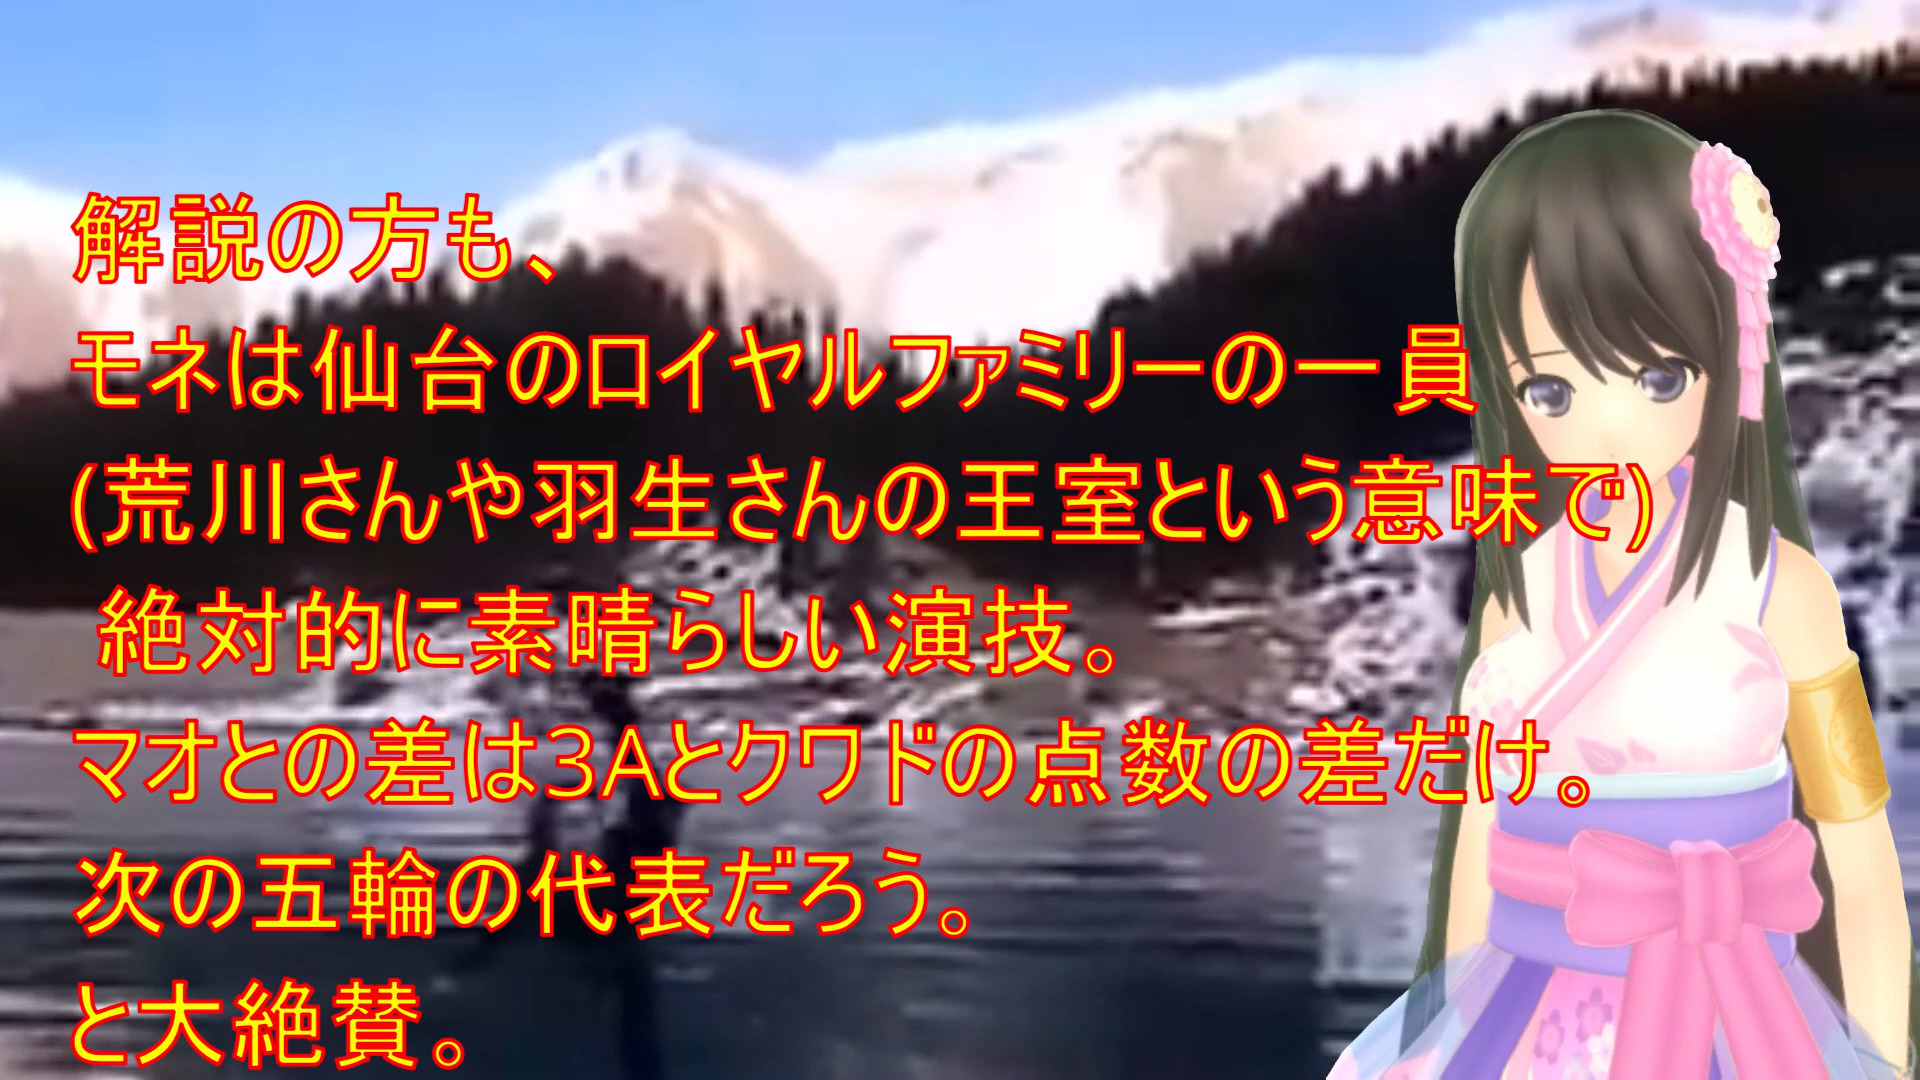 解説の方も、
モネは仙台のロイヤルファミリーの一員
(荒川さんや羽生さんの王室という意味で)
絶対的に素晴らしい演技。
マオとの差は3Aとクワドの点数の差だけ。
次の五輪の代表だろう。
と大絶賛。